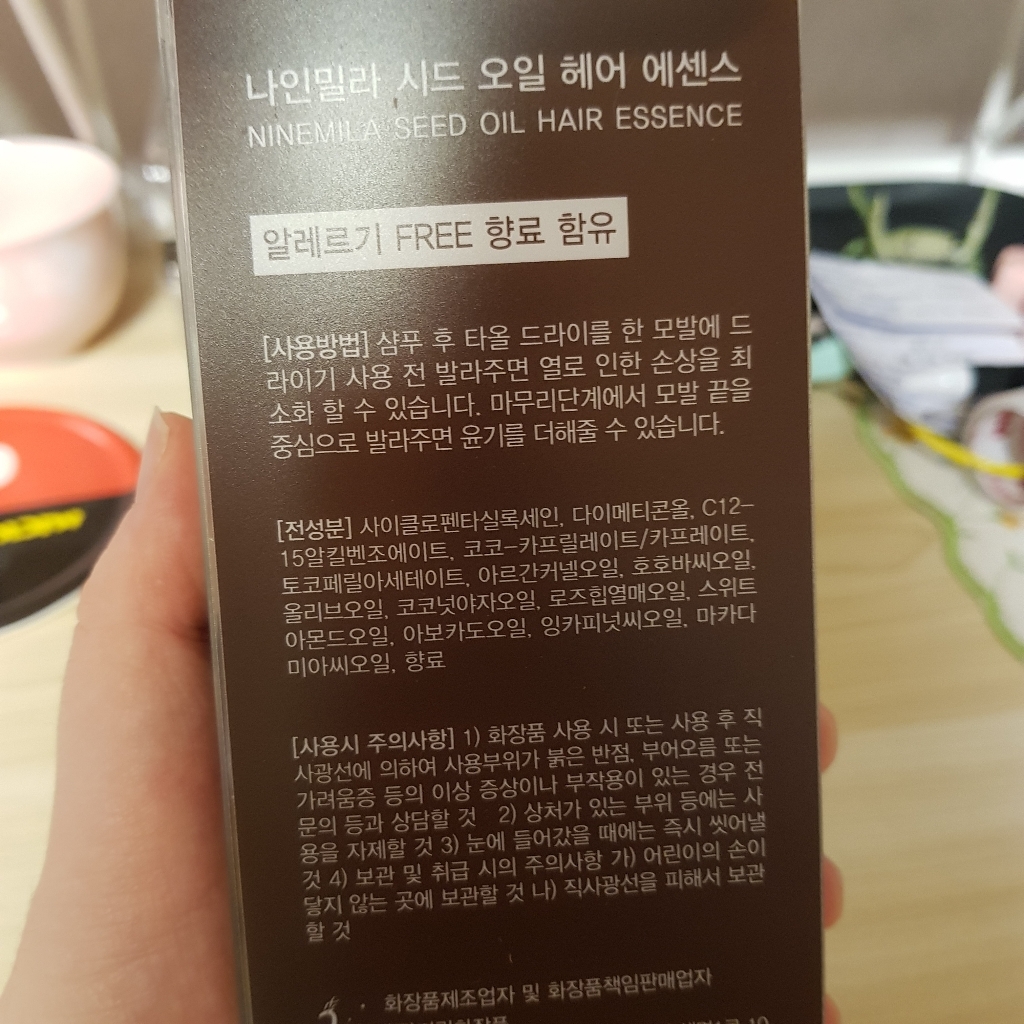 나인밀라 시드 오일 헤어 에센스
NINEMILA SEED OIL HAIR ESSENCE
알레르기 FREE 향료 함유
[사용방법] 샴푸 후 타올 드라이를 한 모발에 드
라이기 사용 전 발라주면 열로 인한 손상을 최
소화 할 수 있습니다. 마무리단계에서 모발 끝을
중심으로 발라주면 윤기를 더해줄 수 있습니다.
[전성분] 사이클로펜타실록세인, 다이메티콘올, C12-
15알킬벤조에이트, 코코-카프릴레이트/카프레이트,
토코페릴아세테이트, 아르간커넬오일, 호호바씨오일,
올리브오일, 코코넛야자오일, 로즈힙열매오일, 스위트
아몬드오일, 아보카도오일, 잉카피넛씨오일, 마카다
미아씨오일, 향료
[사용시 주의사항] 1) 화장품 사용 시 또는 사용 후 직
사광선에 의하여 사용부위가 붉은 반점, 부어오름 또는
가려움증 등의 이상 증상이나 부작용이 있는 경우 전
문의 등과 상담할 것 2) 상처가 있는 부위 등에는 사
용을 자제할 것 3) 눈에 들어갔을 때에는 즉시 씻어낼
것 4) 보관 및 취급 시의 주의사항 가) 어린이의 손이
닿지 않는 곳에 보관할 것 나) 직사광선을 피해서 보관
할 것
화장품제조업자 및 화장품책임판매업자